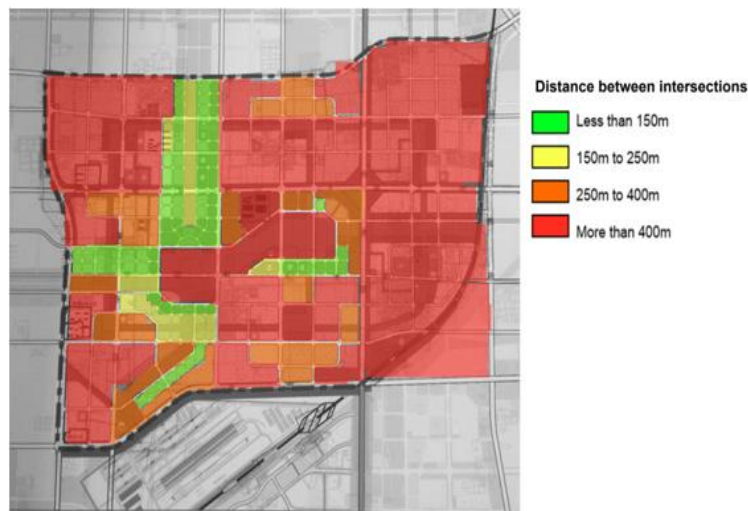 Distance between intersections
Less than 150m
150m to 250m
250m to 400m
More than 400m